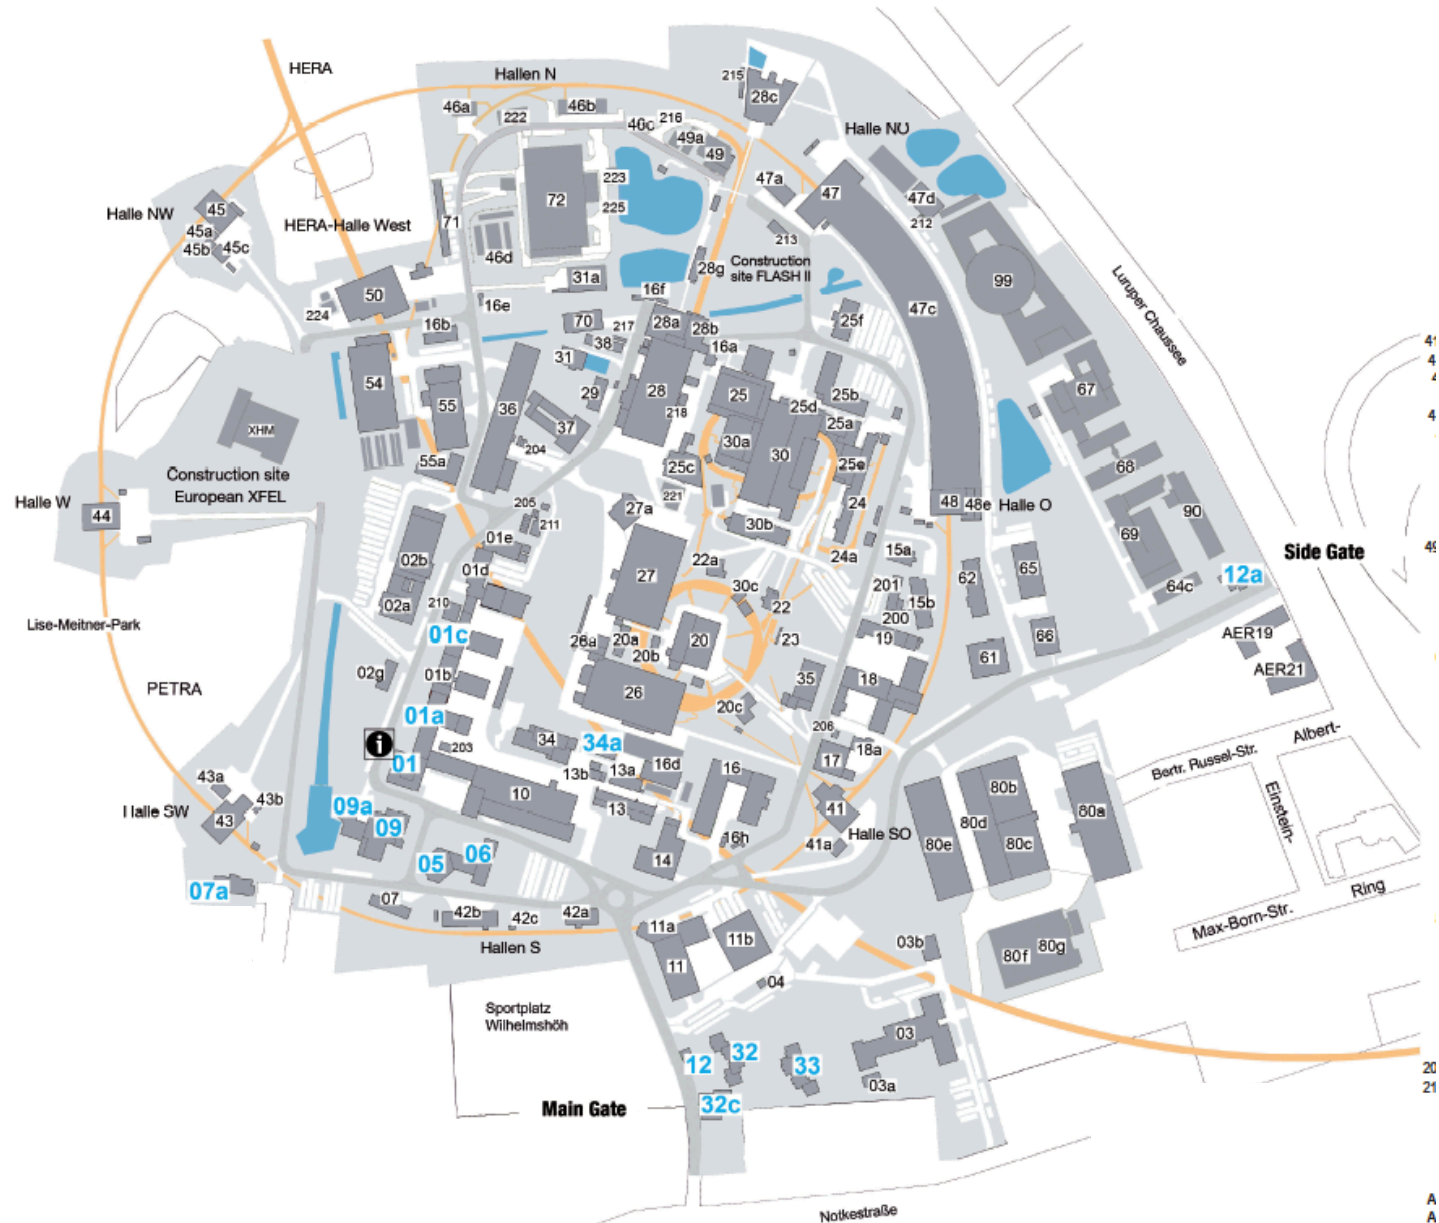 HERA
Hallen N
215
28c
46a
222
46b
46c
216
49a
49
Halle NO
47a
47
47d
212
72
223
225
71
46d
213
45
Halle NW
45a
45b
45c
HERA-Halle West
Construction
site FLASH II
28g
99
47c
Luruper Chaussee
31a
16f
16e
50
224
16b
70
217
28a
28b
38
16a
25f
31
54
55
36
29
28
218
25
25d
25b
67
37
204
XHM
30a
30
25a
25e
25c
55a
Construction site
European XFEL
68
Halle W
44
205
211
221
27a
24
48
48e
Halle O
90
69
01e
02b
30b
24a
15a
Side Gate
01d
27
22a
62
65
12a
64c
210
02a
30c
22
201
15b
200
Lise-Meitner-Park
01c
26a
20a
20b
20
23
19
66
AER19
61
AER21
02g
01b
PETRA
26
35
18
20c
01a
206
203
34
34a
18a
17
Albert-
Bertr. Russel-Str.
01
13b
13a
16d
16
43a
43b
Halle SW
43
09a
09
10
13
41
Halle SO
41a
80b
80d
80c
80e
80a
Einstein-
05
06
14
16h
07a
07
42b
42c
42a
Hallen S
11a
11b
11
03b
80f
80g
Max-Born-Str.
Ring
04
Sportplatz
Wilhelmshöh
12
32
33
03
03a
32c
Main Gate
Notkestraße